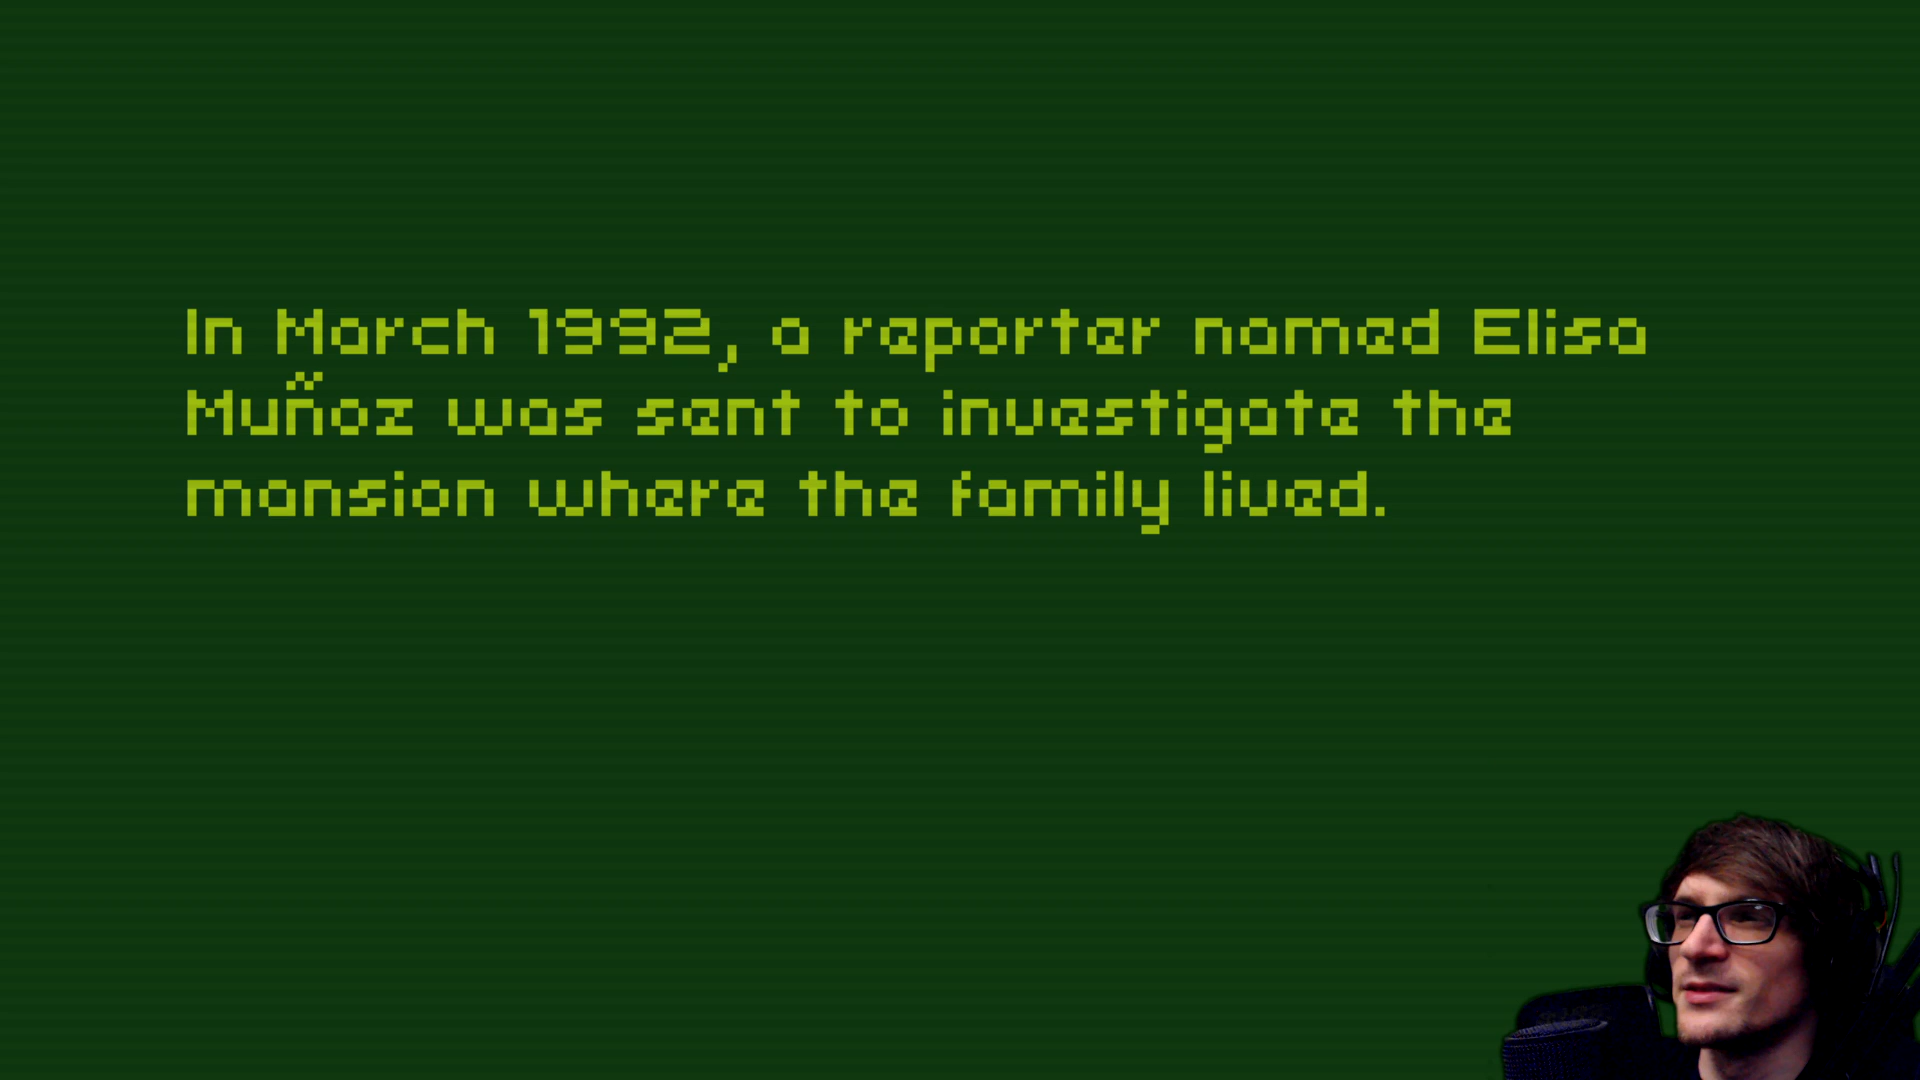 In March 1992, a reporter named Elisa
Muñoz was sent to investigate the
mansion where the family lived.